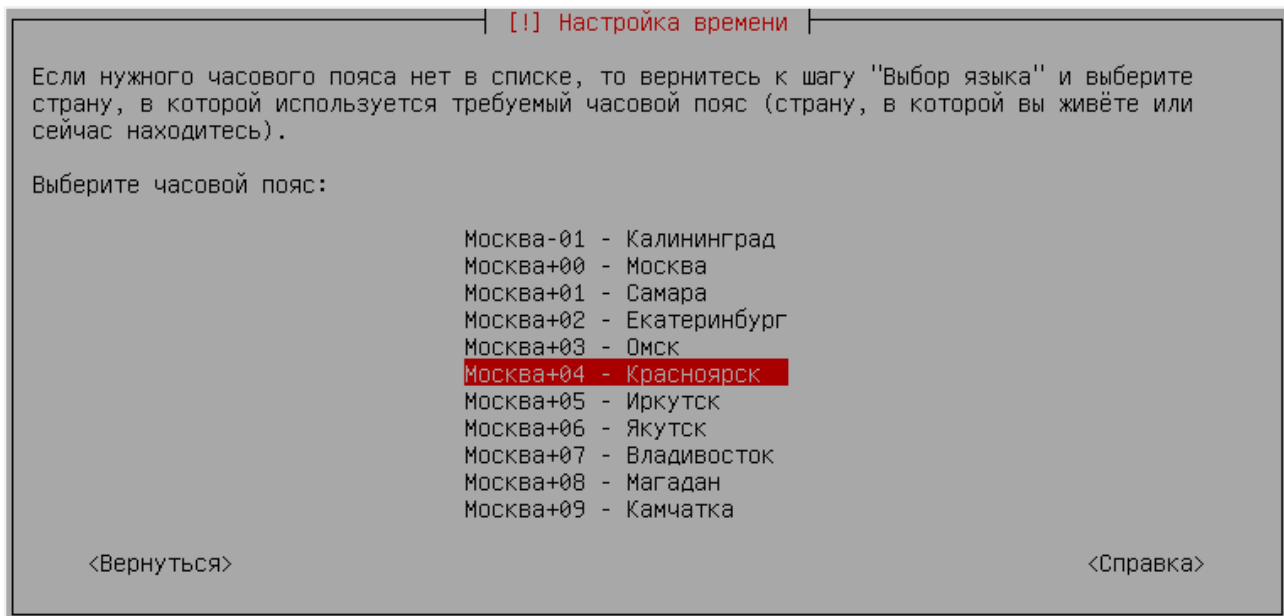 [!] Настройка времени
Если нужного часового пояса нет в списке, то вернитесь к шагу "Выбор языка" и выберите
страну, в которой используется требуемый часовой пояс (страну, в которой вы живёте или
сейчас находитесь).
Выберите часовой пояс:
Москва-01 - Калининград
Москва+00 - Москва
Москва+01 - Самара
Москва+02 - Екатеринбург
Москва+03 - Омск
Москва+04 - Красноярск
Москва+05 - Иркутск
Москва+06 - Якутск
Москва+07 - Владивосток
Москва+08 - Магадан
Москва+09 - Камчатка
<Вернуться> <Справка>